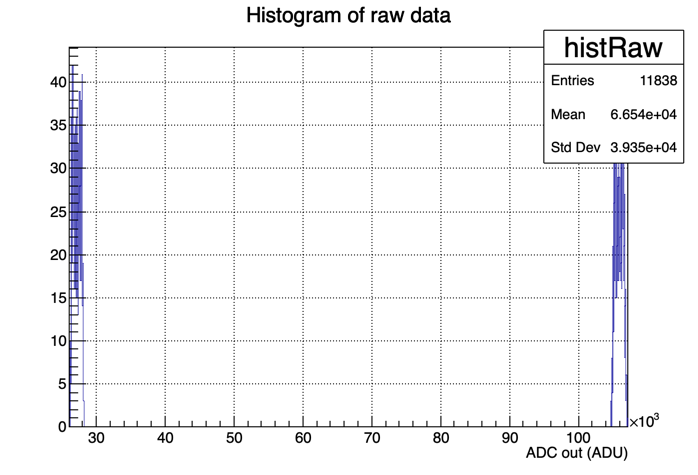 Histogram of raw data
histRaw
Entries 11838
Mean 6.654e+04
Std Dev 3.935e+04
40
35
30
25
20
15
10
5
0
30 40 50 60 70 80 90 100
×10³
ADC out (ADU)